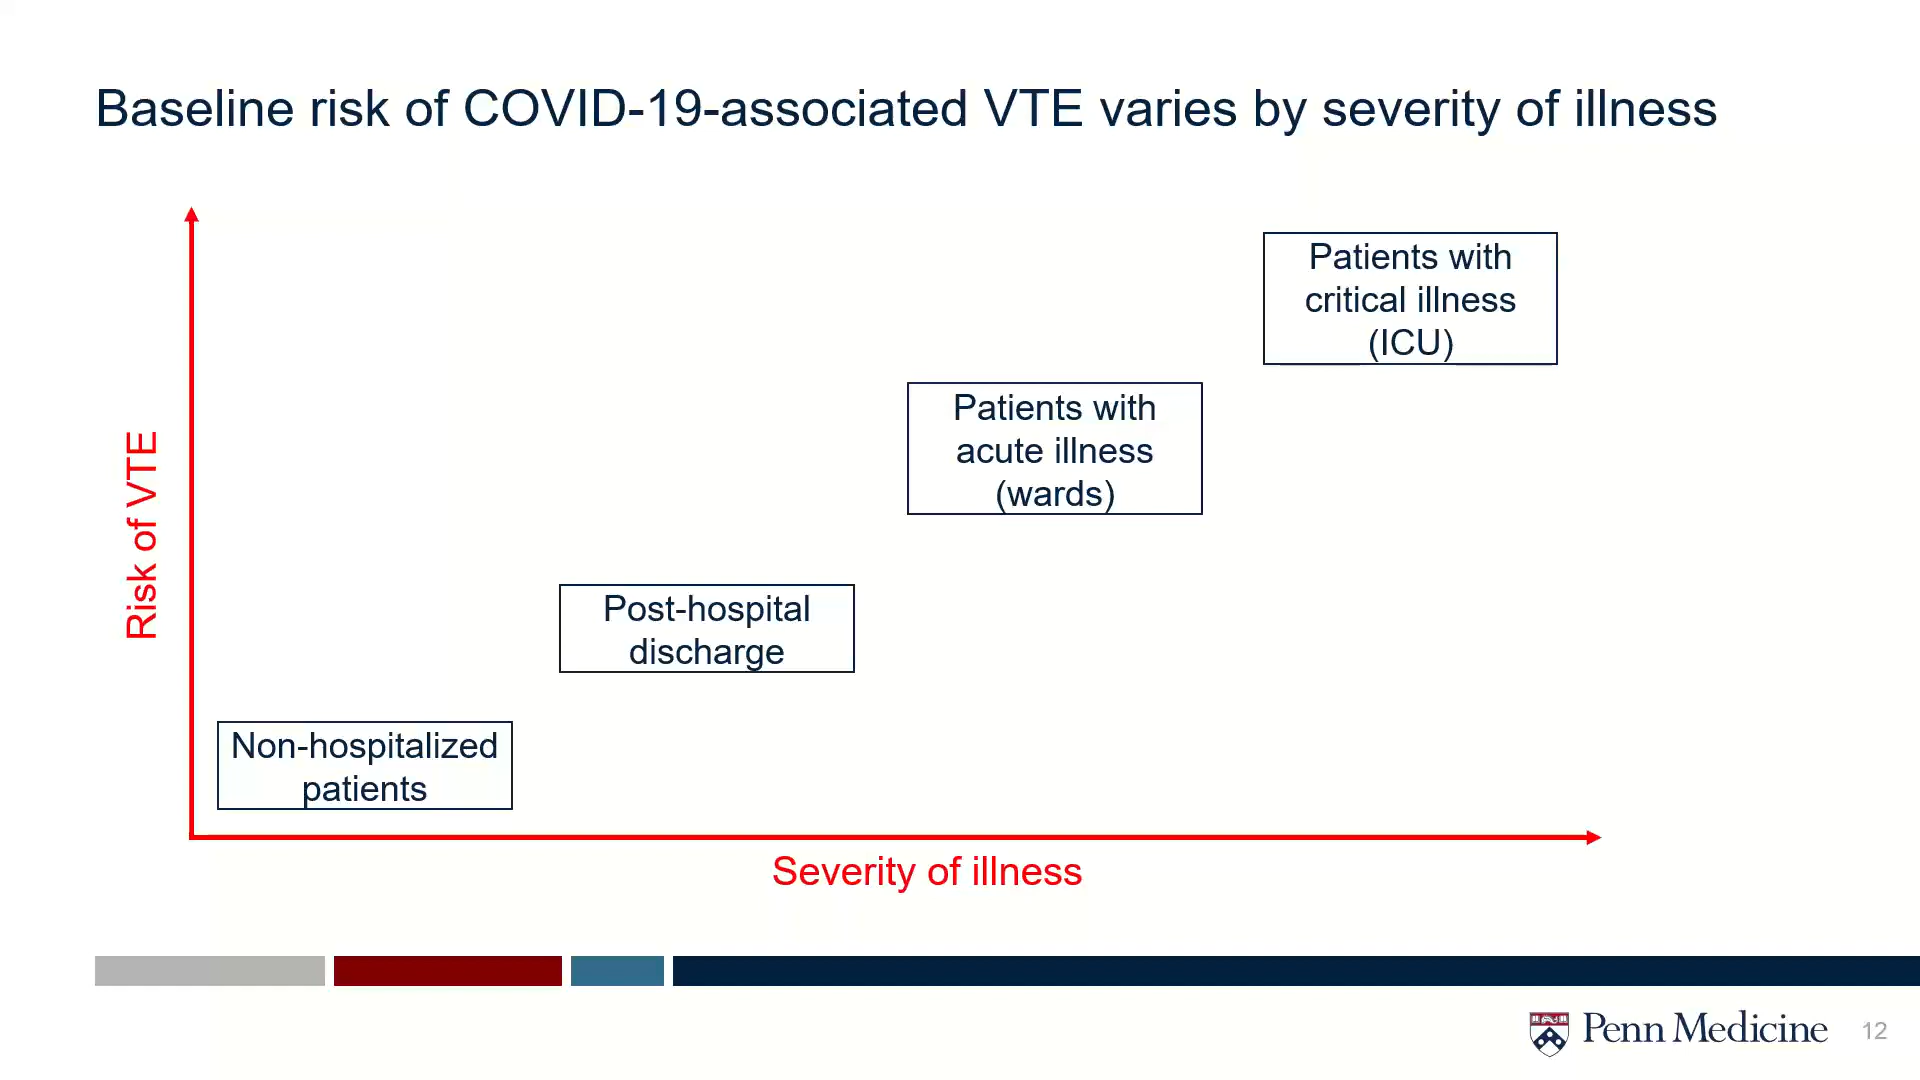 Baseline risk of COVID-19-associated VTE varies by severity of illness
Patients with
critical illness
(ICU)
Patients with
acute illness
(wards)
Risk of VTE
Post-hospital
discharge
Non-hospitalized
patients
Severity of illness
Penn Medicine
12